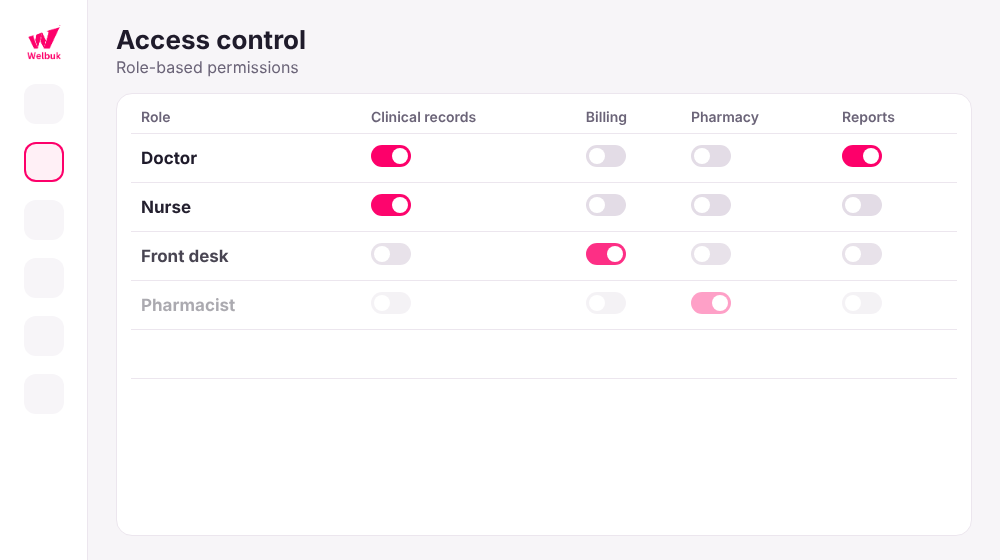 Welbuk
Access control
Role-based permissions
Role Clinical records Billing Pharmacy Reports
Doctor
Nurse
Front desk
Pharmacist